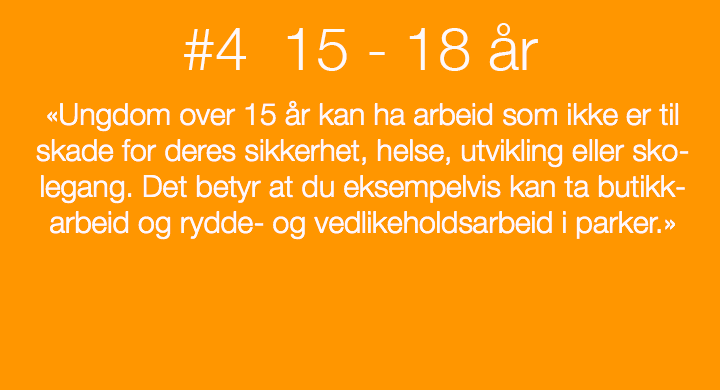 #4 15 - 18 år
«Ungdom over 15 år kan ha arbeid som ikke er til
skade for deres sikkerhet, helse, utvikling eller sko-
legang. Det betyr at du eksempelvis kan ta butikk-
arbeid og rydde- og vedlikeholdsarbeid i parker.»